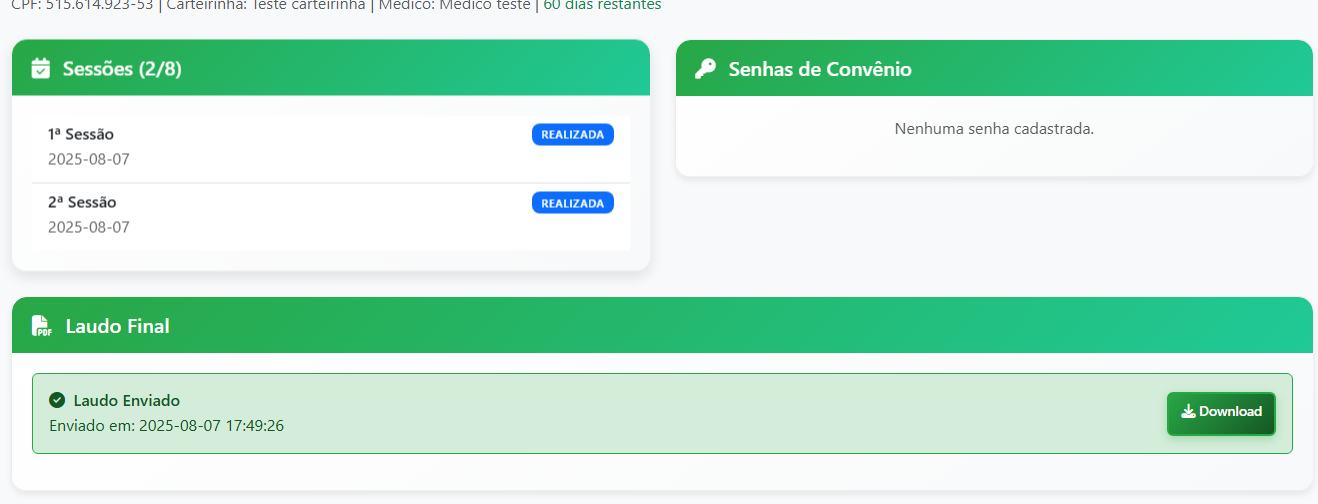 CPF: 515.614.923-53 | Carteirinha: Teste carteirinha | Médico: Médico teste | 60 dias restantes
Sessões (2/8)
1ª Sessão
REALIZADA
2025-08-07
2ª Sessão
REALIZADA
2025-08-07
Senhas de Convênio
Nenhuma senha cadastrada.
PDF
Laudo Final
Laudo Enviado
Enviado em: 2025-08-07 17:49:26
Download